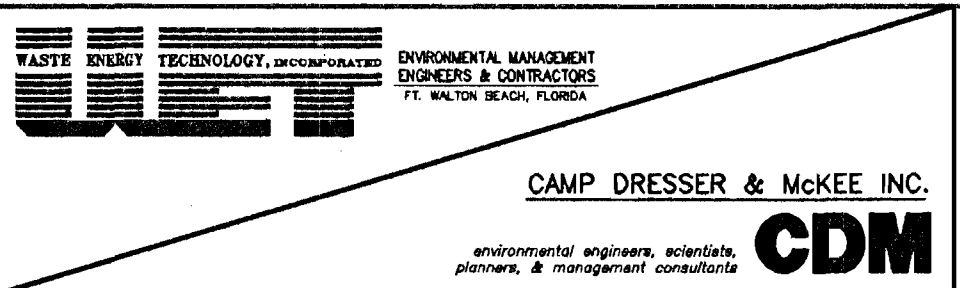 WASTE ENERGY TECHNOLOGY, INCORPORATED
WET
ENVIRONMENTAL MANAGEMENT
ENGINEERS & CONTRACTORS
FT. WALTON BEACH, FLORIDA
CAMP DRESSER & McKEE INC.
environmental engineers, scientists,
planners, & management consultants
CDM